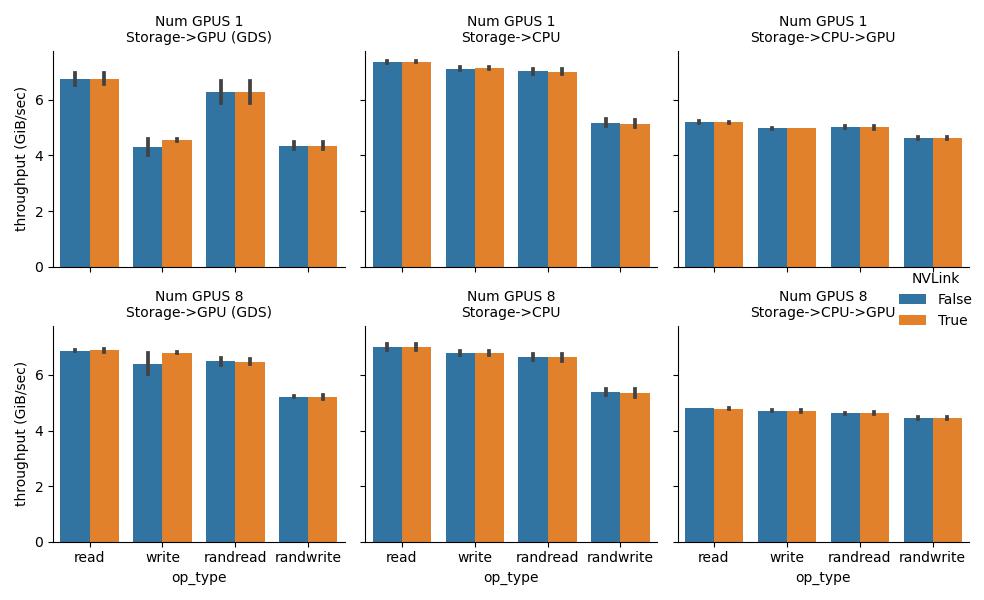 Num GPUS 1
Storage->GPU (GDS)
Num GPUS 1
Storage->CPU
Num GPUS 1
Storage->CPU->GPU
throughput (GiB/sec)
6
4
2
0
NVLink
False
True
Num GPUS 8
Storage->GPU (GDS)
Num GPUS 8
Storage->CPU
Num GPUS 8
Storage->CPU->GPU
throughput (GiB/sec)
6
4
2
0
read write randread randwrite
op_type
read write randread randwrite
op_type
read write randread randwrite
op_type